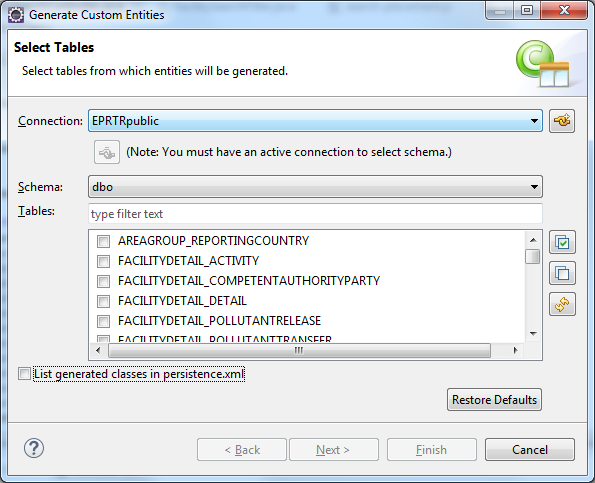 Generate Custom Entities
Select Tables
Select tables from which entities will be generated.
Connection: EPRTRpublic
(Note: You must have an active connection to select schema.)
Schema: dbo
Tables: type filter text
AREAGROUP_REPORTINGCOUNTRY
FACILITYDETAIL_ACTIVITY
FACILITYDETAIL_COMPETENTAUTHORITYPARTY
FACILITYDETAIL_DETAIL
FACILITYDETAIL_POLLUTANTRELEASE
FACILITYDETAIL_POLLUTANTTRANSFER
List generated classes in persistence.xml
Restore Defaults
< Back Next > Finish Cancel